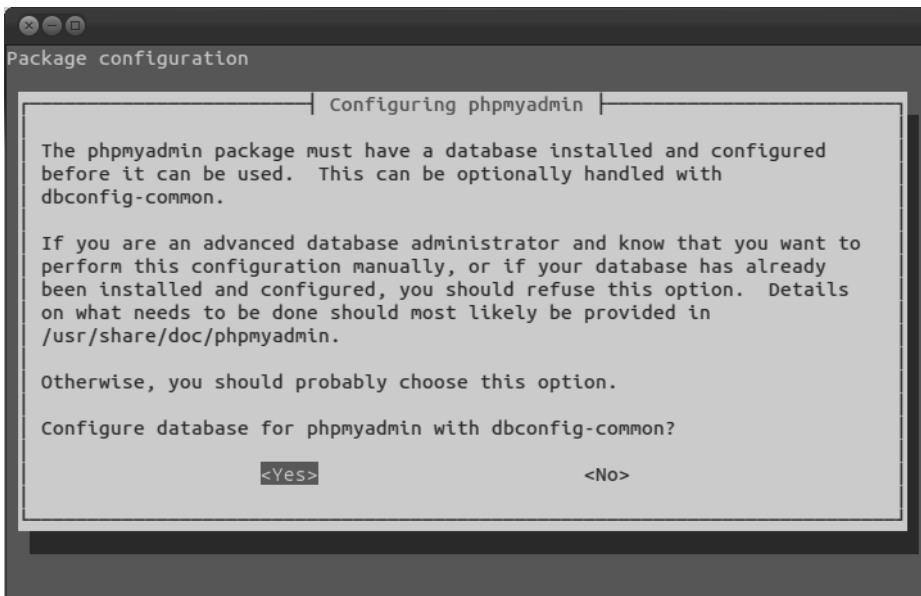 Package configuration
Configuring phpmyadmin
The phpmyadmin package must have a database installed and configured
before it can be used.  This can be optionally handled with
dbconfig-common.
If you are an advanced database administrator and know that you want to
perform this configuration manually, or if your database has already
been installed and configured, you should refuse this option.  Details
on what needs to be done should most likely be provided in
/usr/share/doc/phpmyadmin.
Otherwise, you should probably choose this option.
Configure database for phpmyadmin with dbconfig-common?
<Yes> <No>